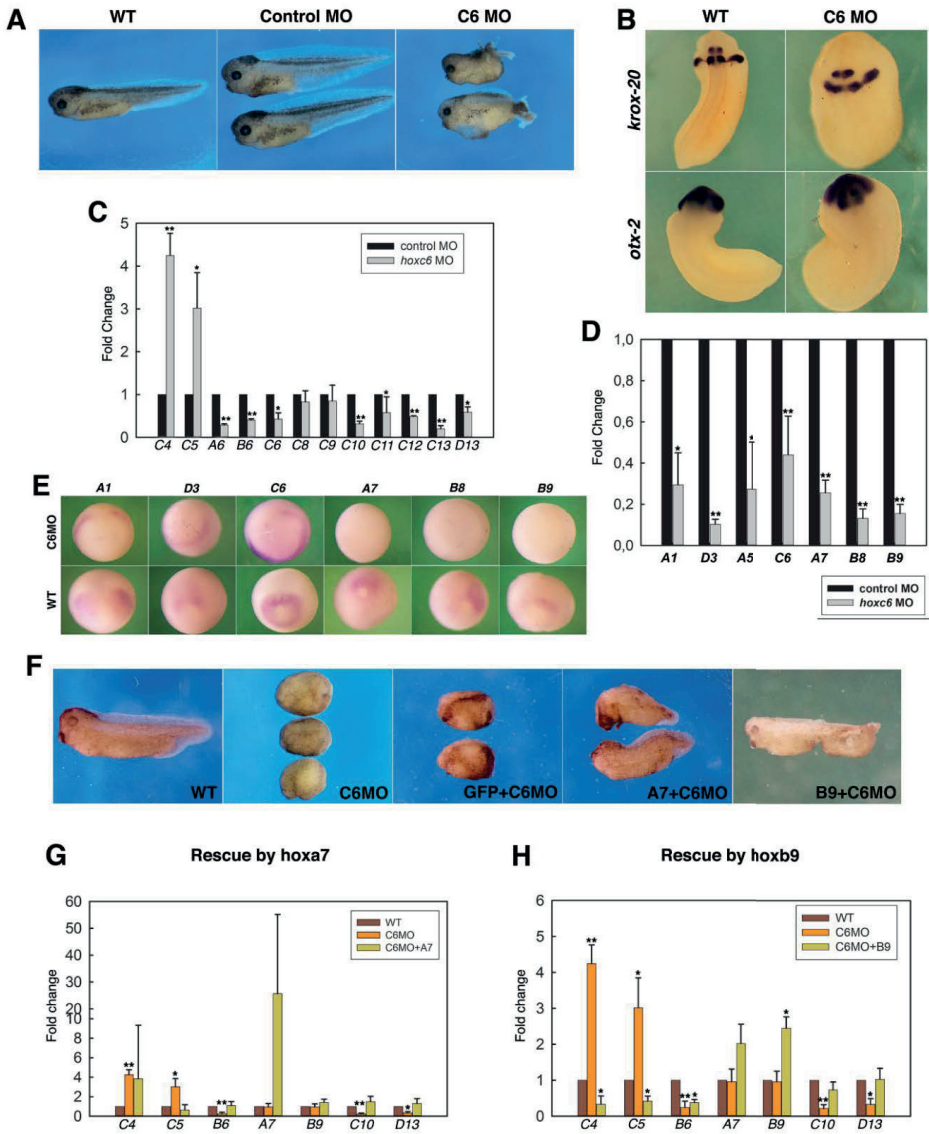 A
WT
Control MO
C6 MO
B
WT
C6 MO
krox-20
otx-2
C
Fold Change
5
4
3
2
1
0
control MO
hoxc6 MO
**
*
**
**
*
**
*
**
**
*
C4 C5 A6 B6 C6 C8 C9 C10 C11 C12 C13 D13
D
Fold Change
1,0
0,8
0,6
0,4
0,2
0,0
*
**
*
**
**
**
**
A1 D3 A5 C6 A7 B8 B9
control MO
hoxc6 MO
E
A1 D3 C6 A7 B8 B9
C6MO
WT
F
WT
C6MO
GFP+C6MO
A7+C6MO
B9+C6MO
G
Rescue by hoxa7
Fold change
60
50
40
30
20
10
8
6
4
2
0
WT
C6MO
C6MO+A7
**
*
**
**
*
C4 C5 B6 A7 B9 C10 D13
H
Rescue by hoxb9
Fold change
6
5
4
3
2
1
0
WT
C6MO
C6MO+B9
**
*
*
*
**
*
*
**
*
C4 C5 B6 A7 B9 C10 D13